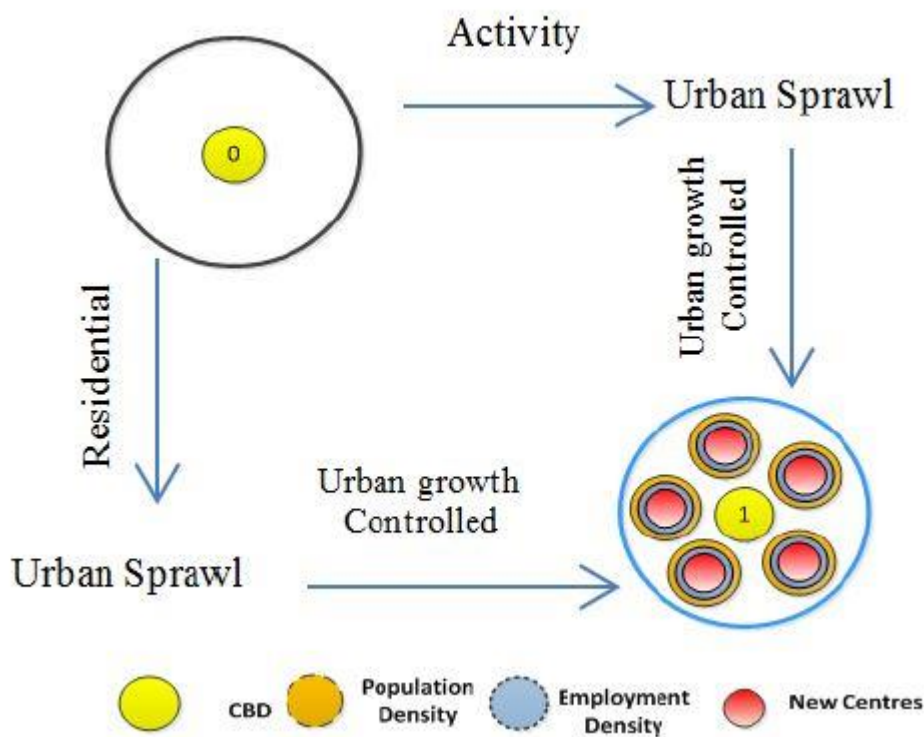 Activity
0
Urban Sprawl
Urban growth
Controlled
Residential
Urban growth
Controlled
1
Urban Sprawl
CBD
Population
Density
Employment
Density
New Centres